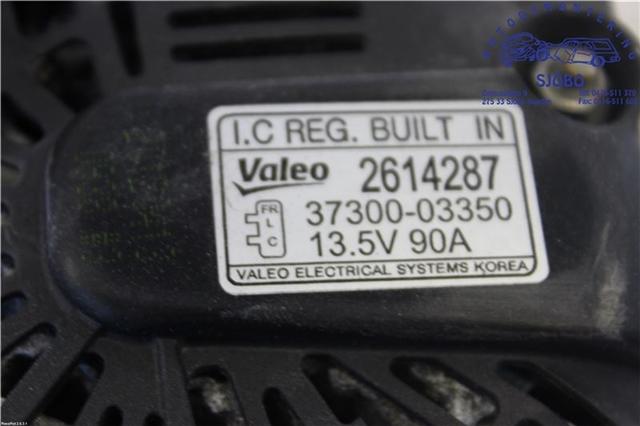 SJÖBO
I.C REG. BUILT IN
Valeo 2614287
FR
L
C
37300-03350
13.5V 90A
VALEO ELECTRICAL SYSTEMS KOREA